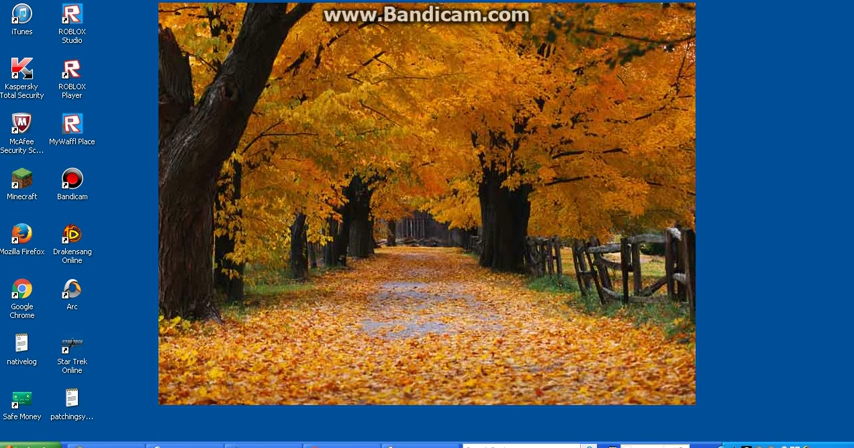 www.Bandicam.com
iTunes
ROBLOX
Studio
Kaspersky
Total Security
ROBLOX
Player
McAfee
Security Sc...
MyWaffl Place
Minecraft
Bandicam
Mozilla Firefox
Drakensang
Online
Google
Chrome
Arc
nativelog
Star Trek
Online
Safe Money
patchingsy...